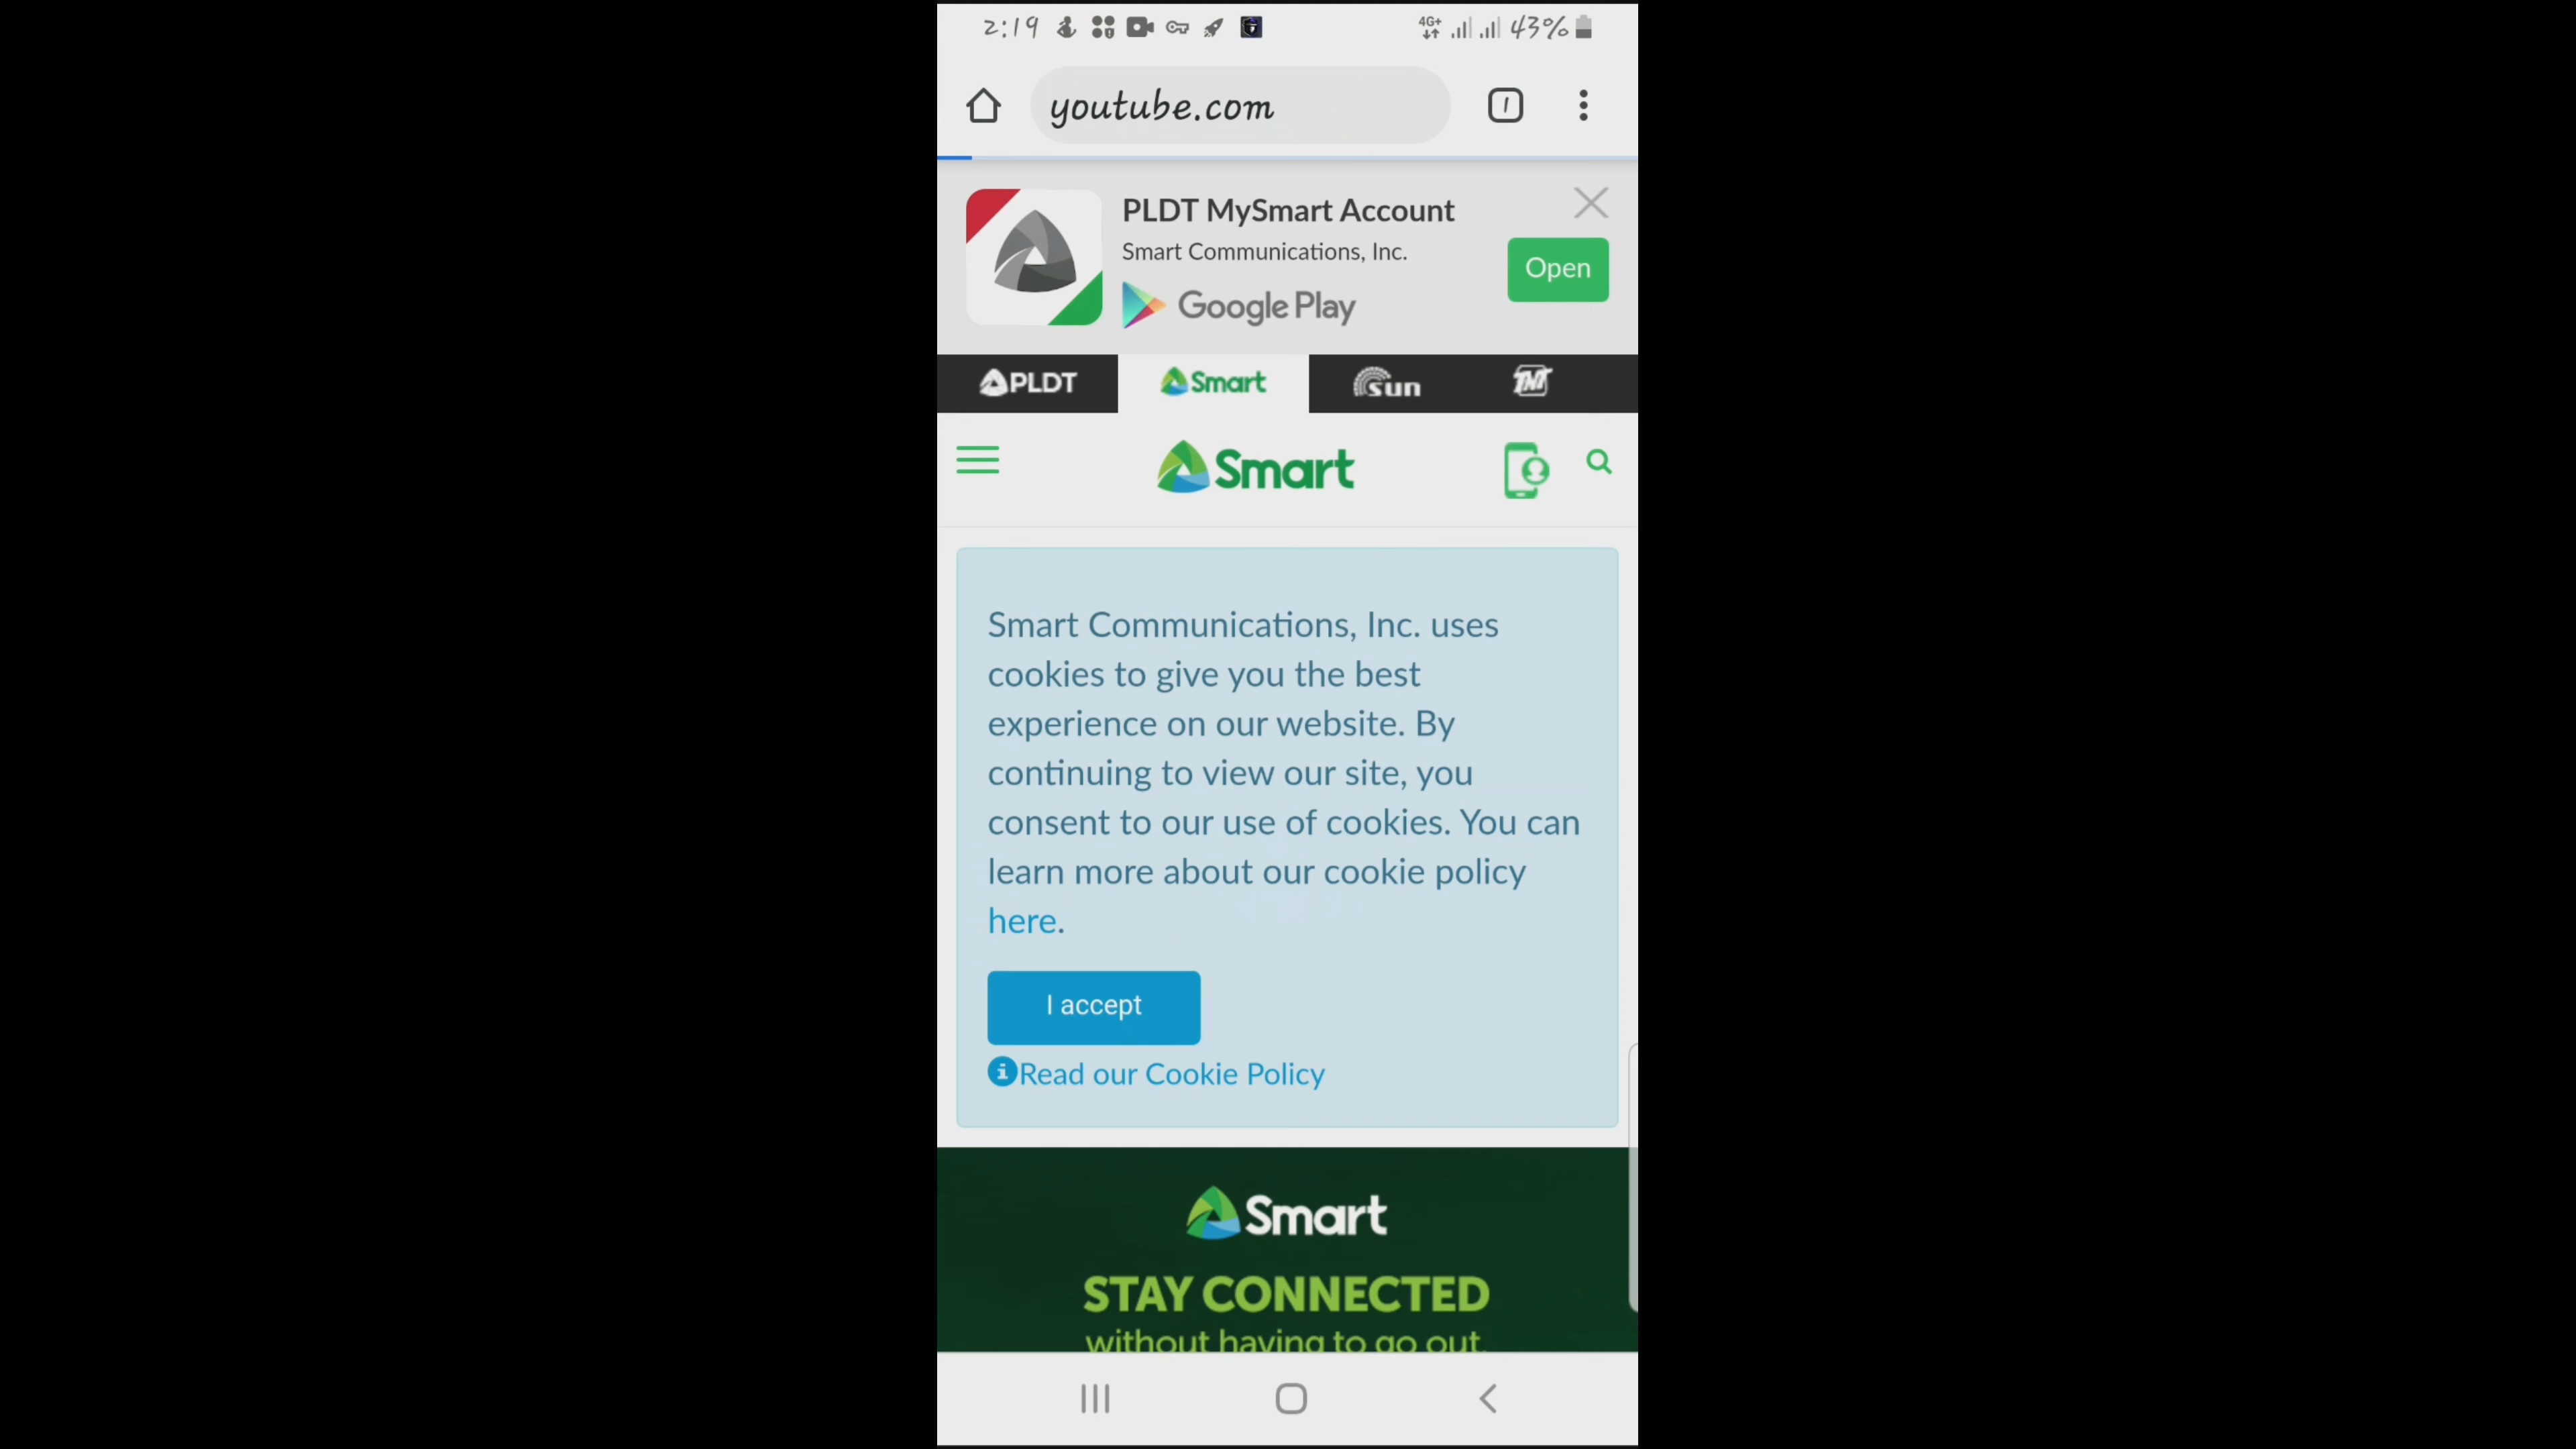 2:19 4G+ 43%
youtube.com 1
PLDT MySmart Account
Smart Communications, Inc.
Open
Google Play
PLDT Smart sun TNT
Smart
Smart Communications, Inc. uses
cookies to give you the best
experience on our website. By
continuing to view our site, you
consent to our use of cookies. You can
learn more about our cookie policy
here.
I accept
Read our Cookie Policy
Smart
STAY CONNECTED
without having to go out.